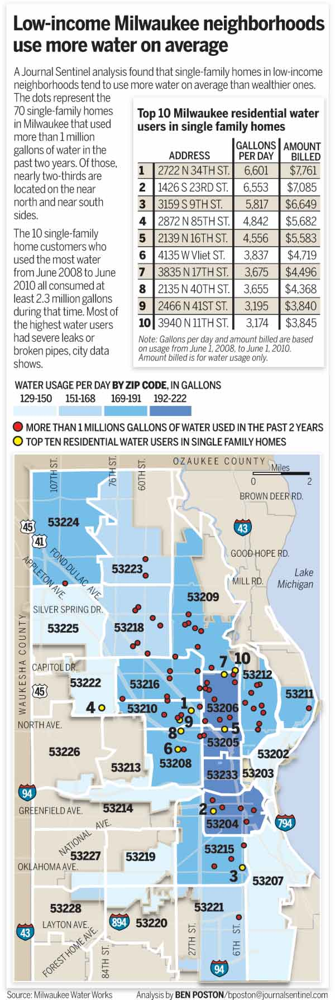 Low-income Milwaukee neighborhoods
use more water on average
A Journal Sentinel analysis found that single-family homes in low-income
neighborhoods tend to use more water on average than wealthier ones.
The dots represent the
70 single-family homes
in Milwaukee that used
more than 1 million
gallons of water in the
past two years. Of those,
nearly two-thirds are
located on the near
north and near south
sides.
The 10 single-family
home customers who
used the most water
from June 2008 to June
2010 all consumed at
least 2.3 million gallons
during that time. Most of
the highest water users
had severe leaks or
broken pipes, city data
shows.
Top 10 Milwaukee residential water
users in single family homes
ADDRESS GALLONS PER DAY AMOUNT BILLED
1 2722 N 34TH ST. 6,601 $7,761
2 1426 S 23RD ST. 6,553 $7,085
3 3159 S 9TH ST. 5,817 $6,649
4 2872 N 85TH ST. 4,842 $5,682
5 2139 N 16TH ST. 4,556 $5,583
6 4135 W Vliet ST. 3,837 $4,719
7 3835 N 17TH ST. 3,675 $4,496
8 2135 N 40TH ST. 3,655 $4,368
9 2466 N 41ST ST. 3,195 $3,840
10 3940 N 11TH ST. 3,174 $3,845
Note: Gallons per day and amount billed are based
on usage from June 1, 2008, to June 1, 2010.
Amount billed is for water usage only.
WATER USAGE PER DAY BY ZIP CODE, IN GALLONS
129-150 151-168 169-191 192-222
MORE THAN 1 MILLIONS GALLONS OF WATER USED IN THE PAST 2 YEARS
TOP TEN RESIDENTIAL WATER USERS IN SINGLE FAMILY HOMES
OZAUKEE COUNTY
Miles
0 2
107TH ST.
76TH ST.
60TH ST.
BROWN DEER RD.
53224
45
41
43
FOND DU LAC AVE.
APPLETON AVE.
GOOD HOPE RD.
53223
Lake
Michigan
MILL RD.
53209
SILVER SPRING DR.
53225
53218
WAUKESHA COUNTY
CAPITOL DR.
7
10
53222
53216
53212
45
53211
4
53210
1
53206
9
NORTH AVE.
8
5
53205
53226
6
53202
53208
53213
53233
53203
94
GREENFIELD AVE.
53214
2
53204
794
NATIONAL AVE.
53227
53219
53215
OKLAHOMA AVE.
3
53207
53228
53221
LAYTON AVE.
894
53220
43
FOREST HOME AVE.
84TH ST.
27TH ST.
6TH ST.
94
Source: Milwaukee Water Works
Analysis by BEN POSTON/bposton@journalsentinel.com